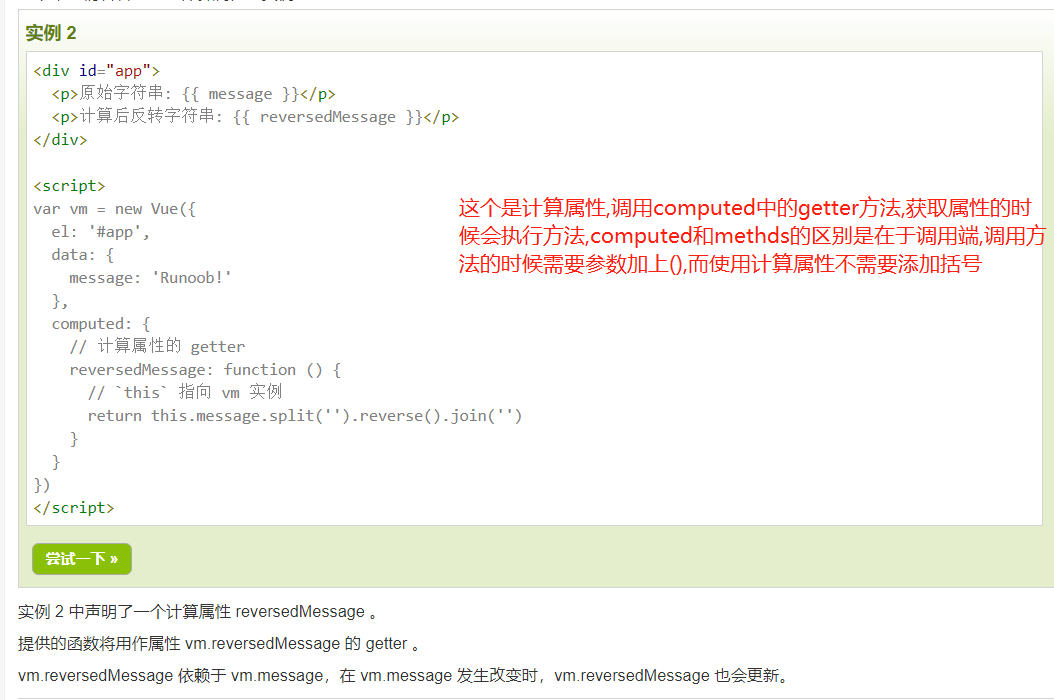 实例 2
<div id="app">
<p>原始字符串: {{ message }}</p>
<p>计算后反转字符串: {{ reversedMessage }}</p>
</div>
<script>
var vm = new Vue({
el: '#app',
data: {
message: 'Runoob!'
},
computed: {
// 计算属性的 getter
reversedMessage: function () {
// `this` 指向 vm 实例
return this.message.split('').reverse().join('')
}
}
})
</script>
这个是计算属性,调用computed中的getter方法,获取属性的时
候会执行方法,computed和methds的区别是在于调用端,调用方
法的时候需要参数加上(),而使用计算属性不需要添加括号
尝试一下 »
实例 2 中声明了一个计算属性 reversedMessage 。
提供的函数将用作属性 vm.reversedMessage 的 getter 。
vm.reversedMessage 依赖于 vm.message，在 vm.message 发生改变时，vm.reversedMessage 也会更新。